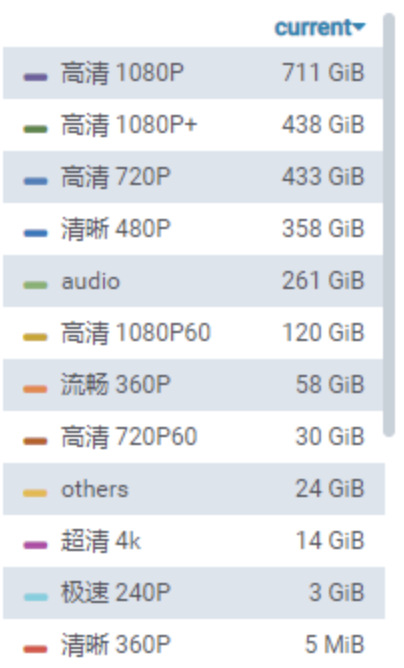 current
高清 1080P 711 GiB
高清 1080P+ 438 GiB
高清 720P 433 GiB
清晰 480P 358 GiB
audio 261 GiB
高清 1080P60 120 GiB
流畅 360P 58 GiB
高清 720P60 30 GiB
others 24 GiB
超清 4k 14 GiB
极速 240P 3 GiB
清晰 360P 5 MiB